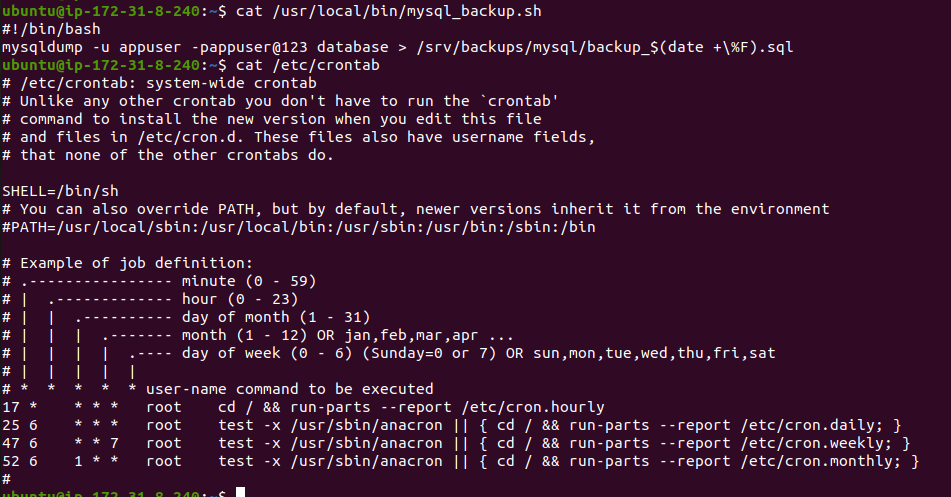 ubuntu@ip-172-31-8-240:~$ cat /usr/local/bin/mysql_backup.sh
#!/bin/bash
mysqldump -u appuser -pappuser@123 database > /srv/backups/mysql/backup_$(date +\%F).sql
ubuntu@ip-172-31-8-240:~$ cat /etc/crontab
# /etc/crontab: system-wide crontab
# Unlike any other crontab you don't have to run the `crontab'
# command to install the new version when you edit this file
# and files in /etc/cron.d. These files also have username fields,
# that none of the other crontabs do.

SHELL=/bin/sh
# You can also override PATH, but by default, newer versions inherit it from the environment
#PATH=/usr/local/sbin:/usr/local/bin:/usr/sbin:/usr/bin:/sbin:/bin

# Example of job definition:
# .---------------- minute (0 - 59)
# |  .------------- hour (0 - 23)
# |  |  .---------- day of month (1 - 31)
# |  |  |  .------- month (1 - 12) OR jan,feb,mar,apr ...
# |  |  |  |  .---- day of week (0 - 6) (Sunday=0 or 7) OR sun,mon,tue,wed,thu,fri,sat
# |  |  |  |  |
# *  *  *  *  * user-name command to be executed
17 *    * * *   root    cd / && run-parts --report /etc/cron.hourly
25 6    * * *   root    test -x /usr/sbin/anacron || { cd / && run-parts --report /etc/cron.daily; }
47 6    * * 7   root    test -x /usr/sbin/anacron || { cd / && run-parts --report /etc/cron.weekly; }
52 6    1 * *   root    test -x /usr/sbin/anacron || { cd / && run-parts --report /etc/cron.monthly; }
#
ubuntu@ip-172-31-8-240:~$